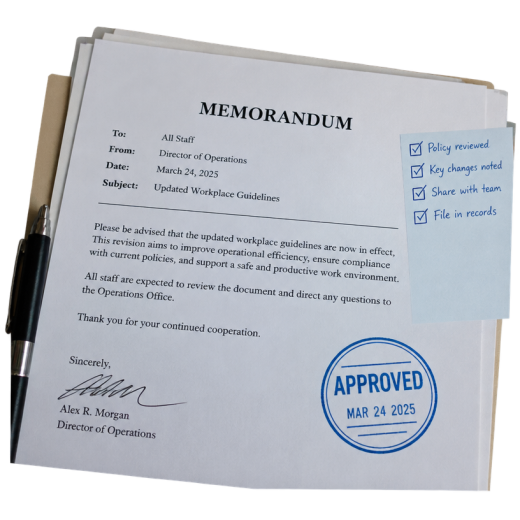 MEMORANDUM
To: All Staff
From: Director of Operations
Date: March 24, 2025
Subject: Updated Workplace Guidelines
Please be advised that the updated workplace guidelines are now in effect.
This revision aims to improve operational efficiency, ensure compliance
with current policies, and support a safe and productive work environment.
All staff are expected to review the document and direct any questions to
the Operations Office.
Thank you for your continued cooperation.
Sincerely,
Alex R. Morgan
Director of Operations
APPROVED
MAR 24 2025
Policy reviewed
Key changes noted
Share with team
File in records